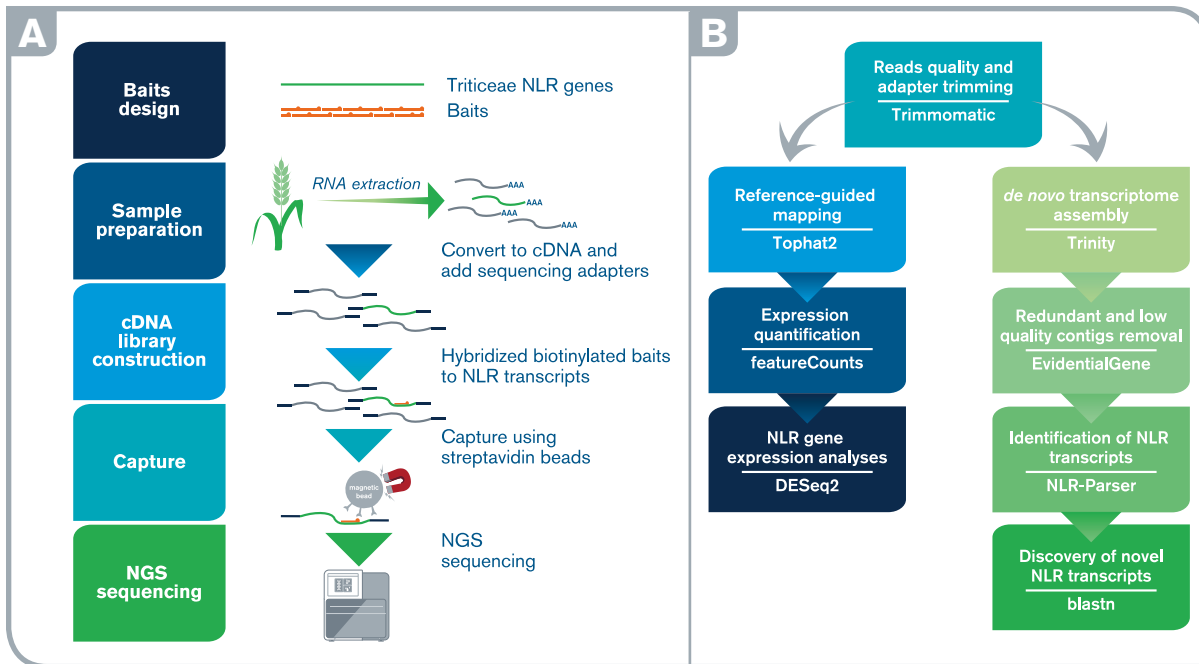 A
Baits
design
Triticeae NLR genes
Baits
Sample
preparation
RNA extraction
AAA
AAA
AAA
AAA
Convert to cDNA and
add sequencing adapters
cDNA
library
construction
Hybridized biotinylated baits
to NLR transcripts
Capture
Capture using
streptavidin beads
magnetic
bead
NGS
sequencing
NGS
sequencing
B
Reads quality and
adapter trimming
Trimmomatic
Reference-guided
mapping
Tophat2
Expression
quantification
featureCounts
NLR gene
expression analyses
DESeq2
de novo transcriptome
assembly
Trinity
Redundant and low
quality contigs removal
EvidentialGene
Identification of NLR
transcripts
NLR-Parser
Discovery of novel
NLR transcripts
blastn